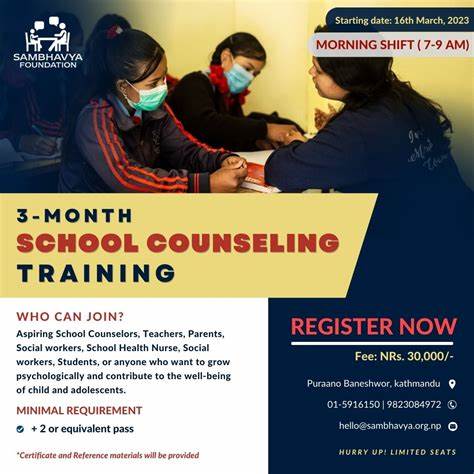 SAMBHAVYA
FOUNDATION
Starting date: 16th March, 2023
MORNING SHIFT ( 7-9 AM)
3-MONTH
SCHOOL COUNSELING
TRAINING
WHO CAN JOIN?
Aspiring School Counselors, Teachers, Parents,
Social workers, School Health Nurse, Social
workers, Students, or anyone who want to grow
psychologically and contribute to the well-being
of child and adolescents.
MINIMAL REQUIREMENT
+ 2 or equivalent pass
*Certificate and Reference materials will be provided
REGISTER NOW
Fee: NRs. 30,000/-
Puraano Baneshwor, kathmandu
01-5916150 | 9823084972
hello@sambhavya.org.np
HURRY UP! LIMITED SEATS